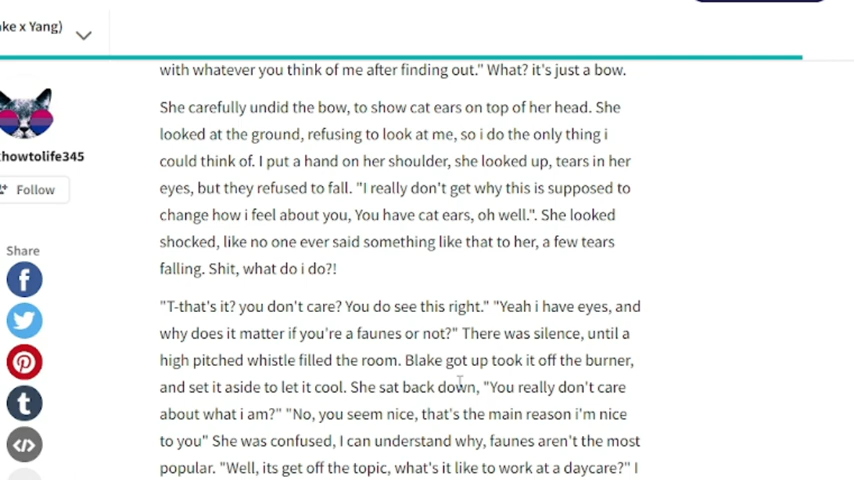 ke x Yang)
with whatever you think of me after finding out." What? it's just a bow.
She carefully undid the bow, to show cat ears on top of her head. She
looked at the ground, refusing to look at me, so i do the only thing i
could think of. I put a hand on her shoulder, she looked up, tears in her
eyes, but they refused to fall. "I really don't get why this is supposed to
change how i feel about you, You have cat ears, oh well.". She looked
shocked, like no one ever said something like that to her, a few tears
falling. Shit, what do i do?!
howtolife345
Follow
Share
"T-that's it? you don't care? You do see this right." "Yeah i have eyes, and
why does it matter if you're a faunes or not?" There was silence, until a
high pitched whistle filled the room. Blake got up took it off the burner,
and set it aside to let it cool. She sat back down, "You really don't care
about what i am?" "No, you seem nice, that's the main reason i'm nice
to you" She was confused, I can understand why, faunes aren't the most
popular. "Well, its get off the topic, what's it like to work at a daycare?" I